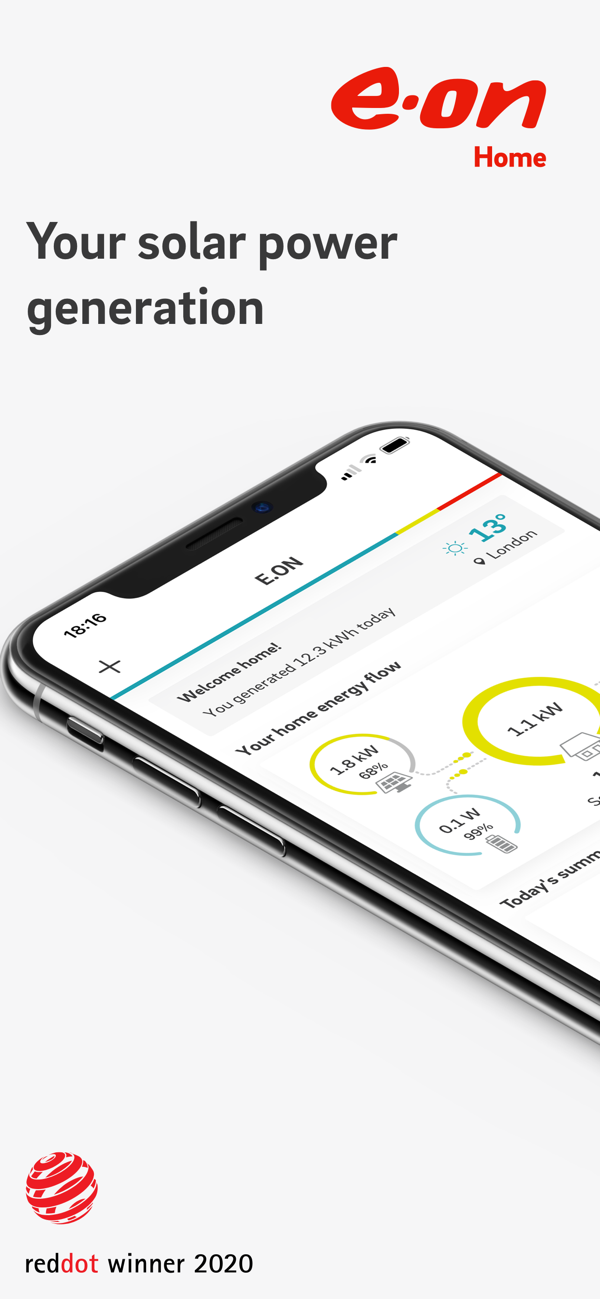 e·on
Home
Your solar power
generation
18:16
E.ON
13°
London
Welcome home!
You generated 12.3 kWh today
Your home energy flow
1.8 kW
68%
1.1 kW
0.1 W
99%
Today's summ
reddot winner 2020